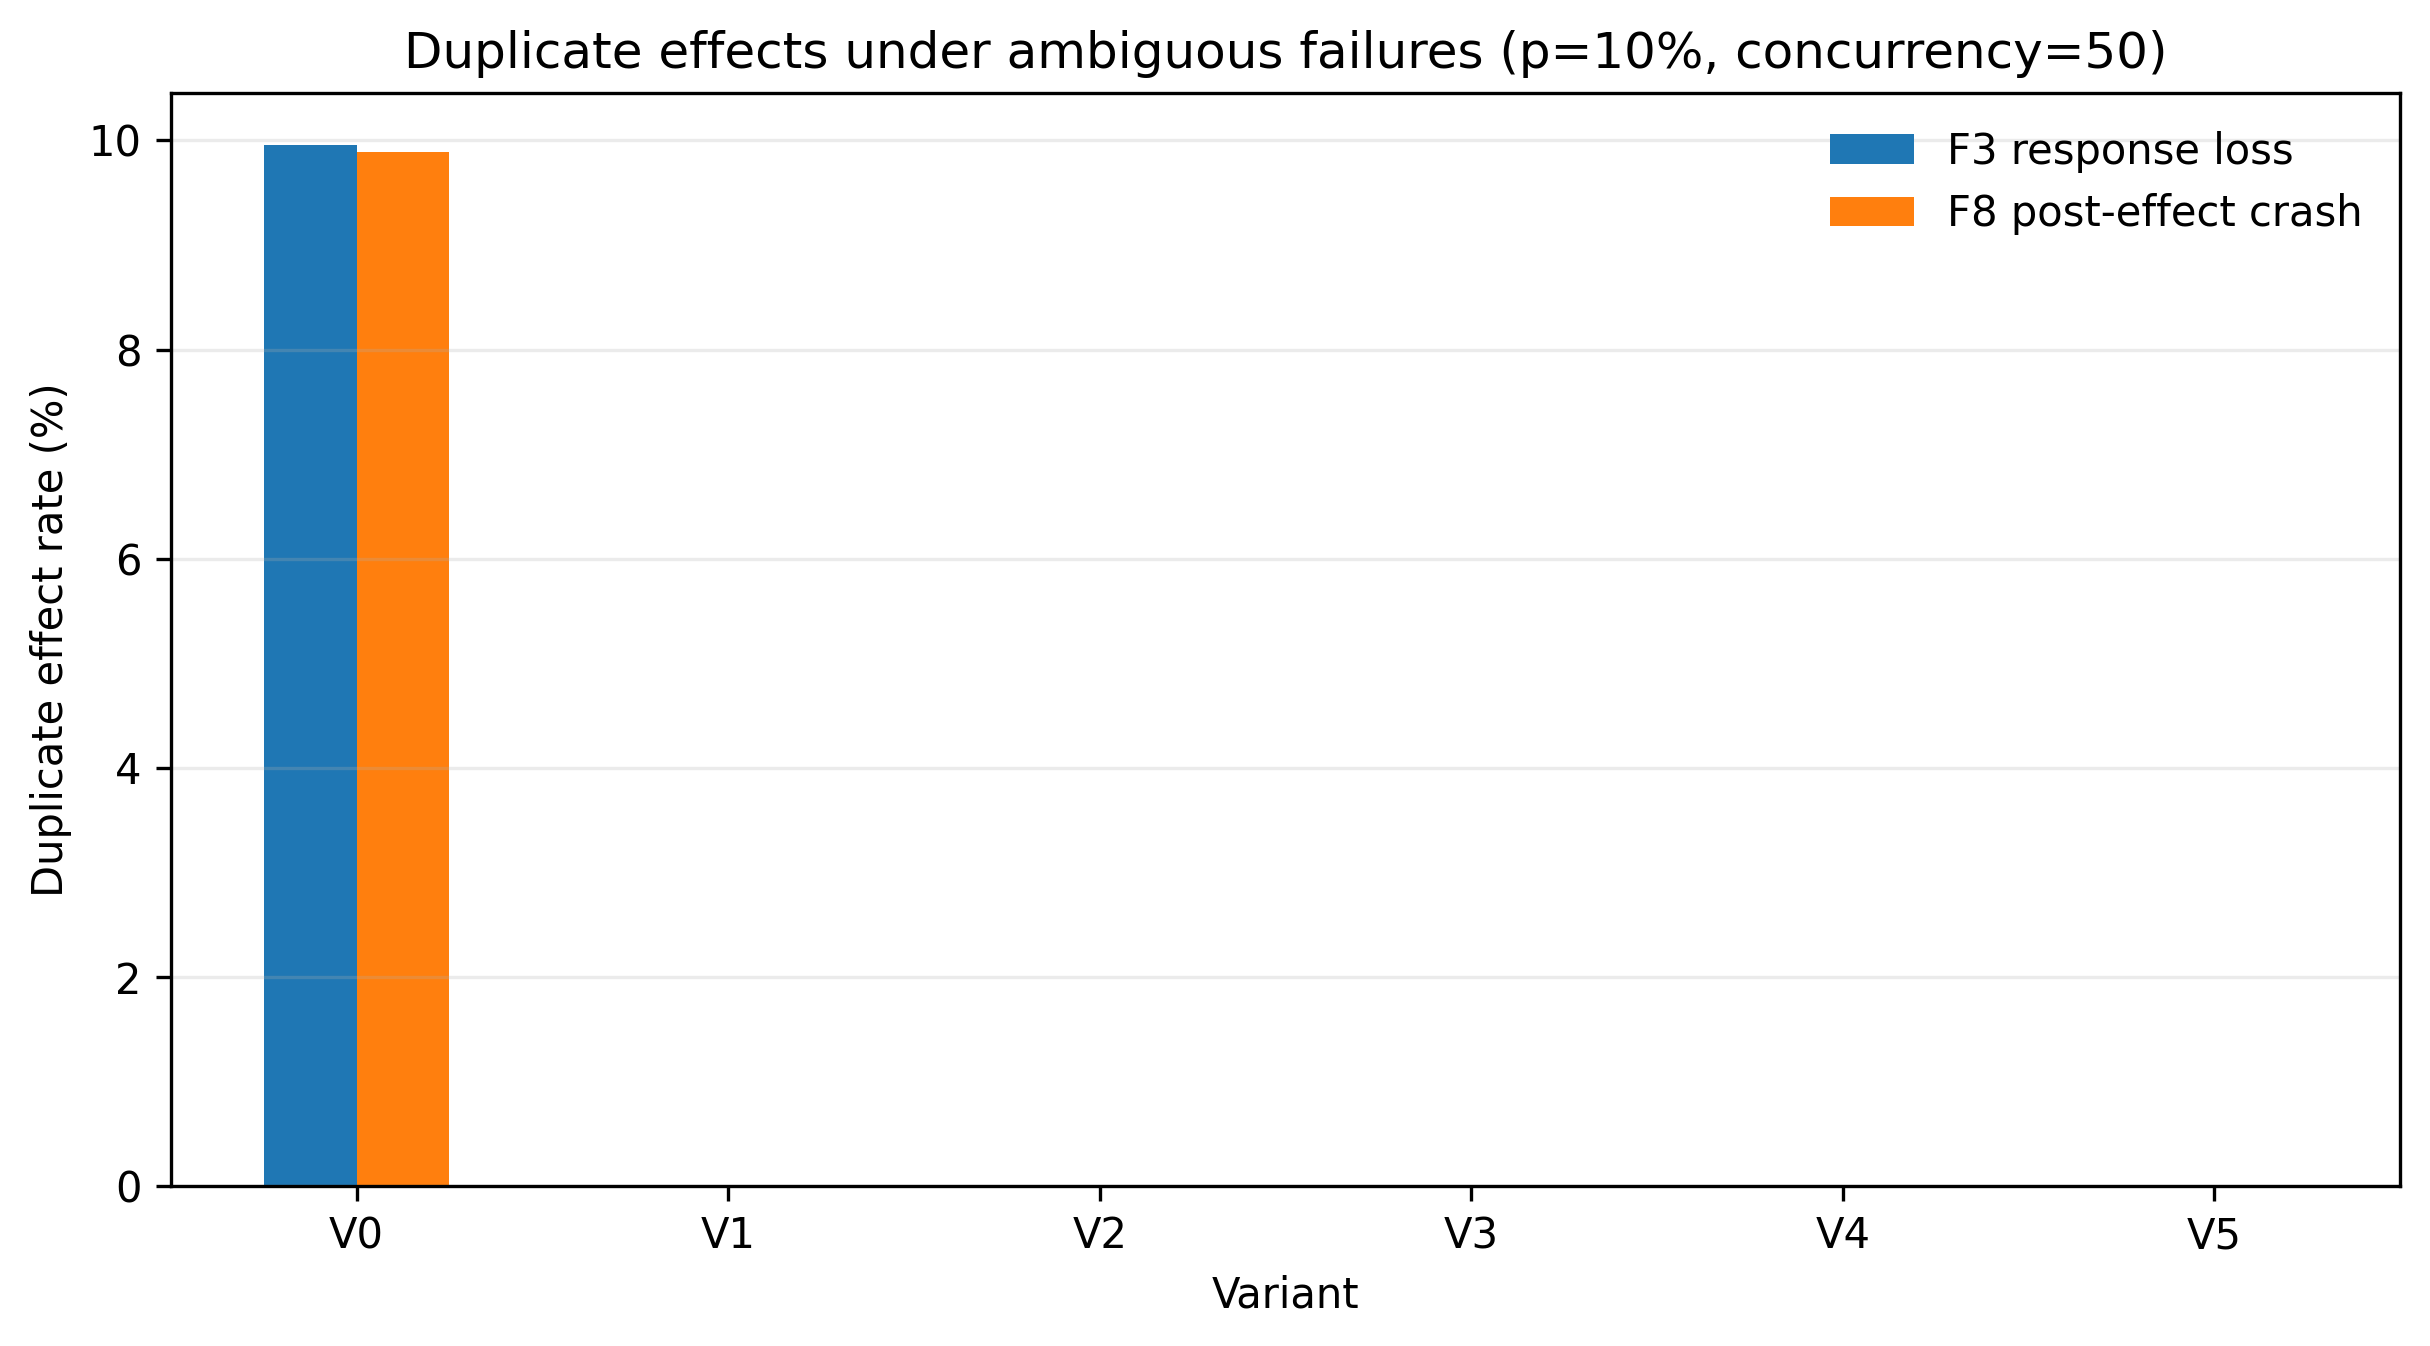 Duplicate effects under ambiguous failures (p=10%, concurrency=50)
F3 response loss
F8 post-effect crash
Duplicate effect rate (%)
10
8
6
4
2
0
V0 V1 V2 V3 V4 V5
Variant